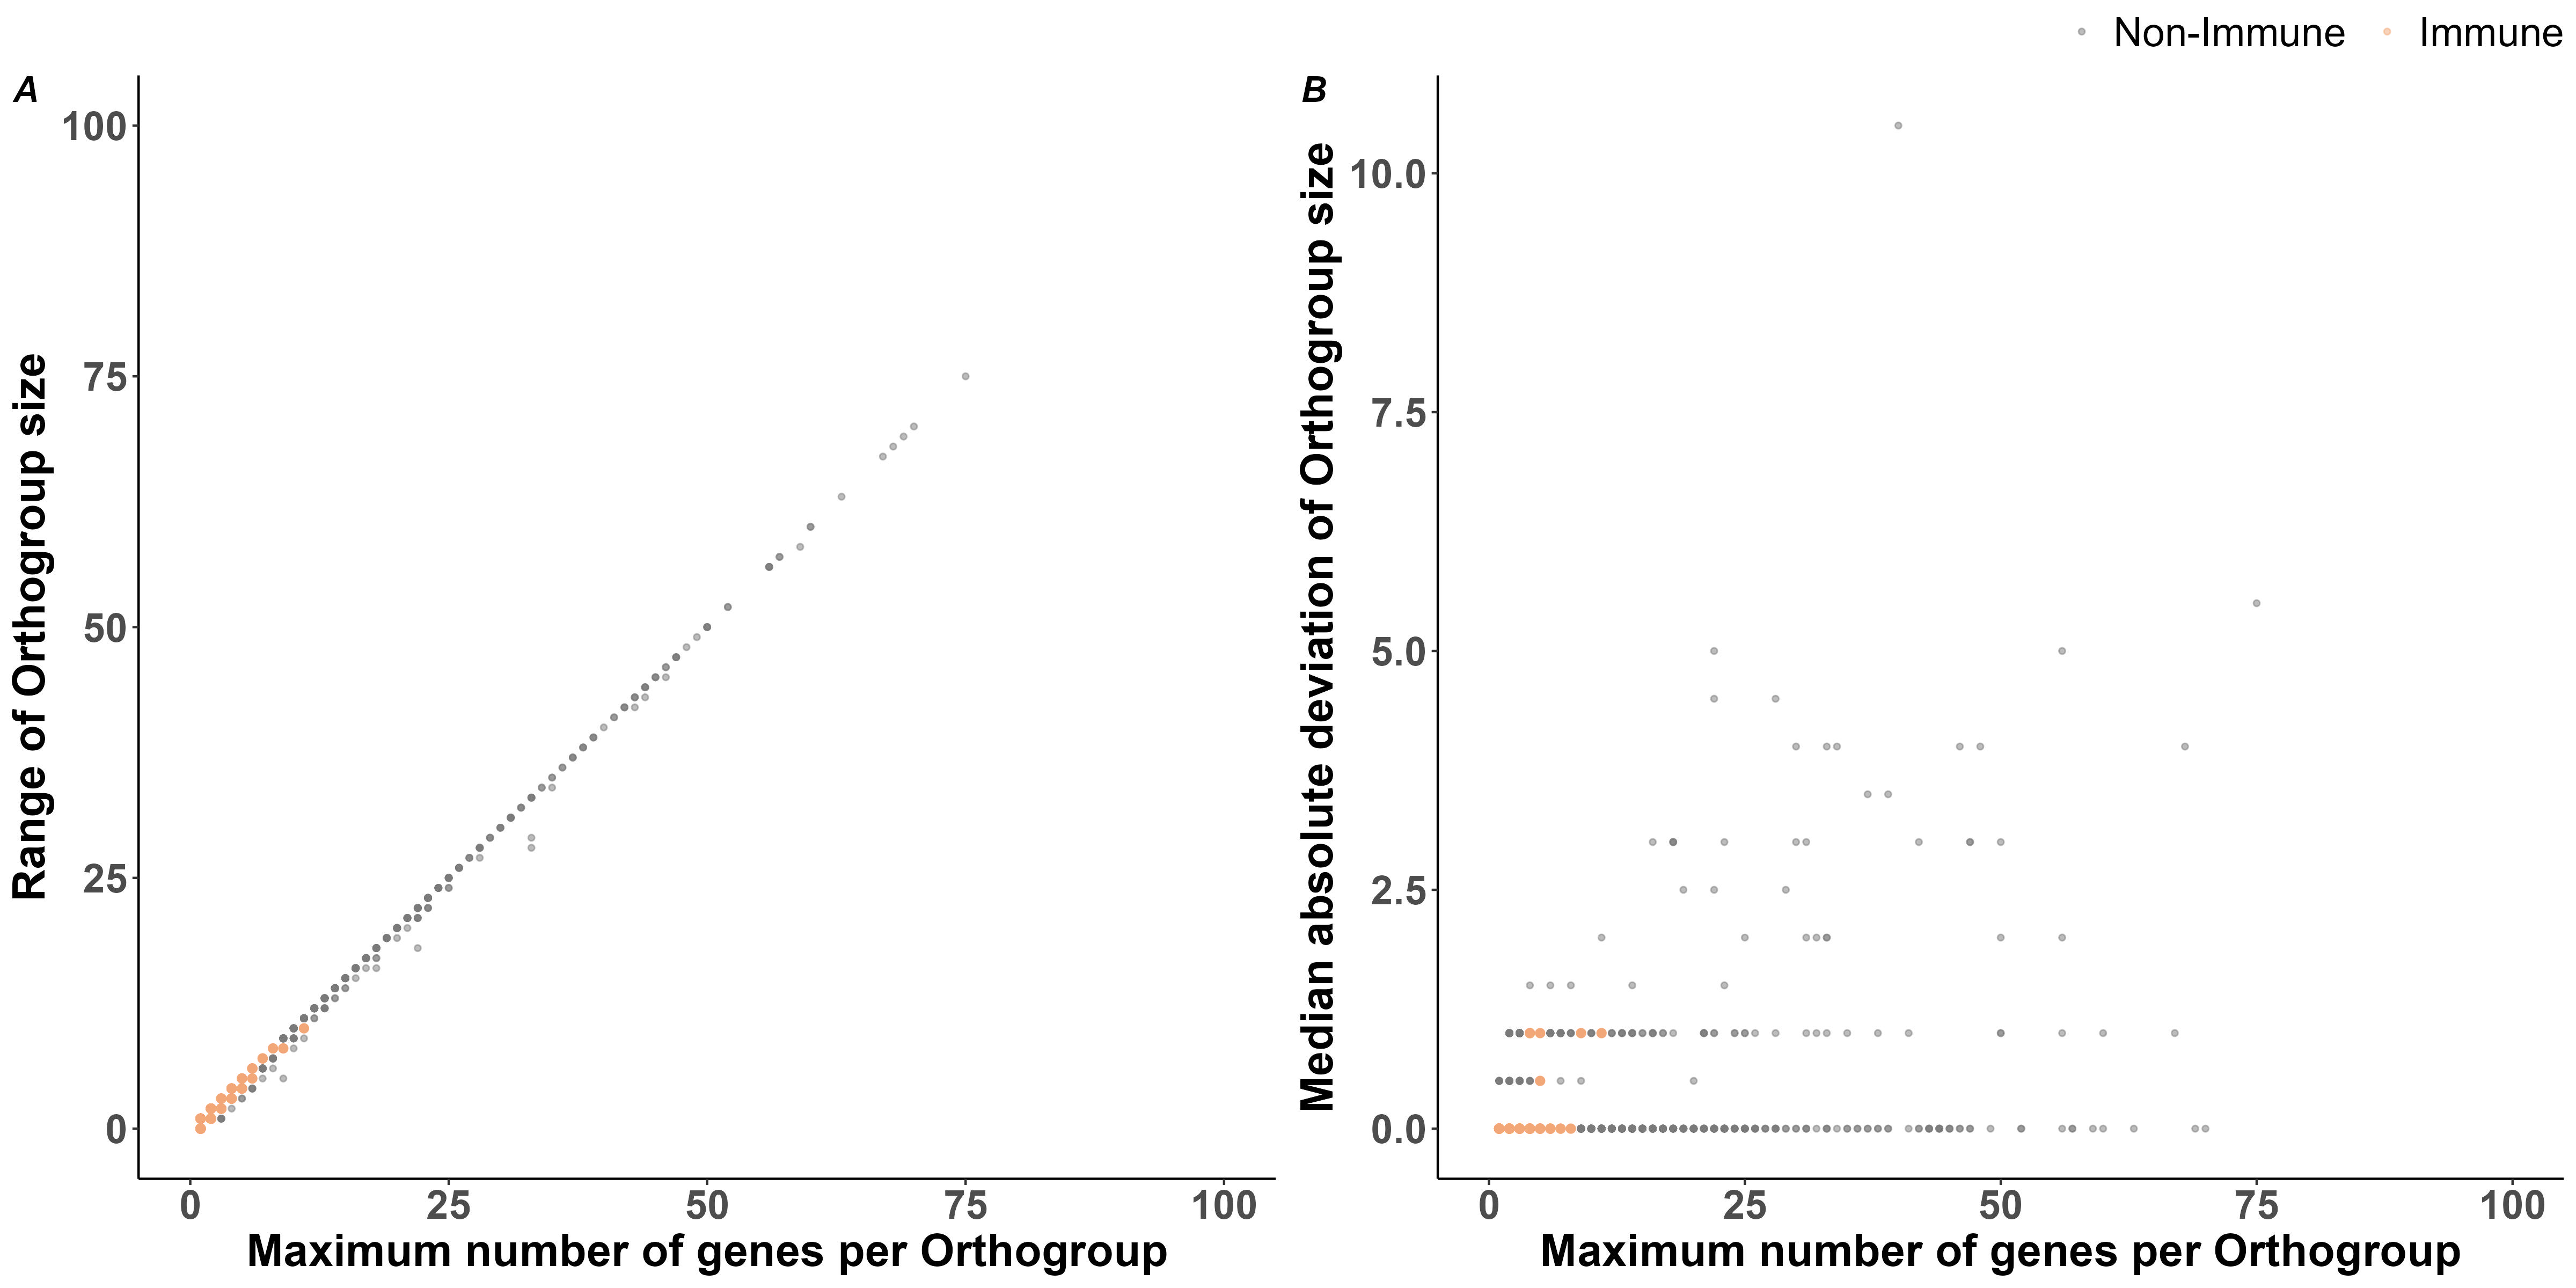 Non-Immune Immune
A
100
75
50
25
0
Range of Orthogroup size
0 25 50 75 100
Maximum number of genes per Orthogroup
B
10.0
7.5
5.0
2.5
0.0
Median absolute deviation of Orthogroup size
0 25 50 75 100
Maximum number of genes per Orthogroup